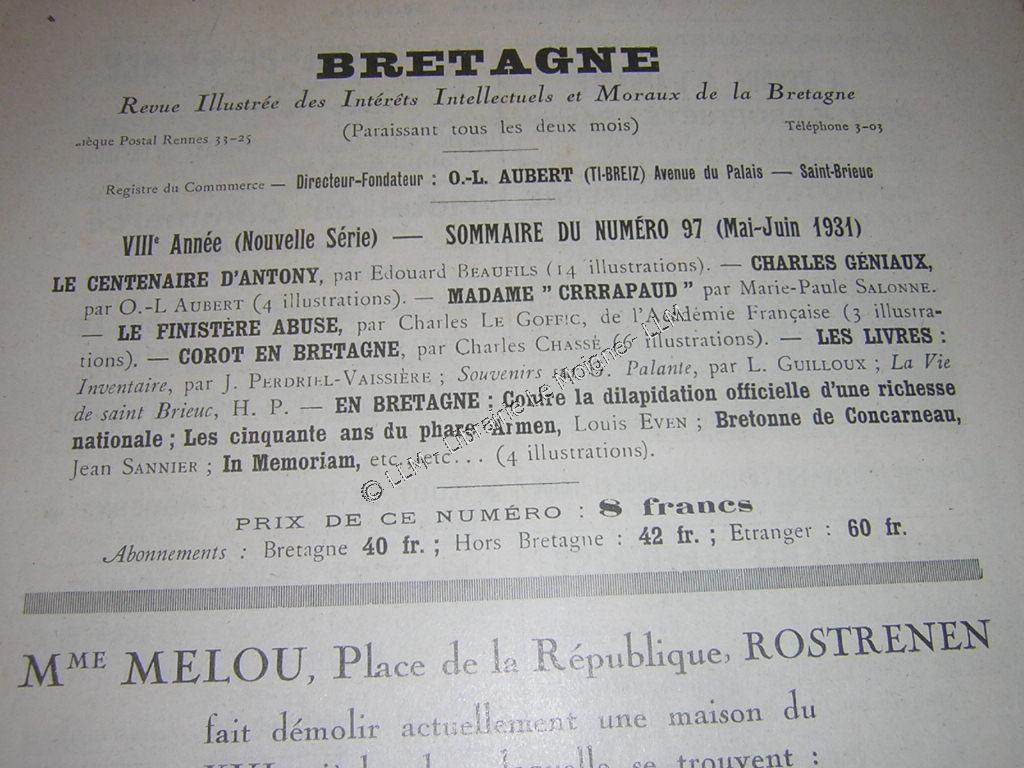 BRETAGNE
Revue Illustrée des Intérêts Intellectuels et Moraux de la Bretagne
(Paraissant tous les deux mois)
èque Postal Rennes 33-25
Téléphone 3-03
Registre du Commmerce — Directeur-Fondateur : O.-L. AUBERT (TI-BREIZ) Avenue du Palais — Saint-Brieuc
VIIIe Année (Nouvelle Série) — SOMMAIRE DU NUMÉRO 97 (Mai-Juin 1931)
LE CENTENAIRE D'ANTONY, par Edouard BEAUFILS (14 illustrations). — CHARLES GÉNIAUX,
par O.-L AUBERT (4 illustrations). — MADAME " CRRRAPAUD " par Marie-Paule SALONNE.
— LE FINISTÈRE ABUSE, par Charles LE GOFFIC, de l'Académie Française (3 illustra-
tions). — COROT EN BRETAGNE, par Charles CHASSÉ (6 illustrations). — LES LIVRES :
Inventaire, par J. PERDRIEL-VAISSIÈRE ; Souvenirs sur G. Palante, par L. GUILLOUX ; La Vie
de saint Brieuc, H. P. — EN BRETAGNE : Contre la dilapidation officielle d'une richesse
nationale ; Les cinquante ans du phare Armen, Louis EVEN ; Bretonne de Concarneau,
Jean SANNIER ; In Memoriam, etc., etc... (4 illustrations).
© LLM - Librairie Le Moigne - LLM
PRIX DE CE NUMÉRO : 8 francs
Abonnements : Bretagne 40 fr. ; Hors Bretagne : 42 fr. ; Etranger : 60 fr.
MME MELOU, Place de la République, ROSTRENEN
fait démolir actuellement une maison du
se trouvent :